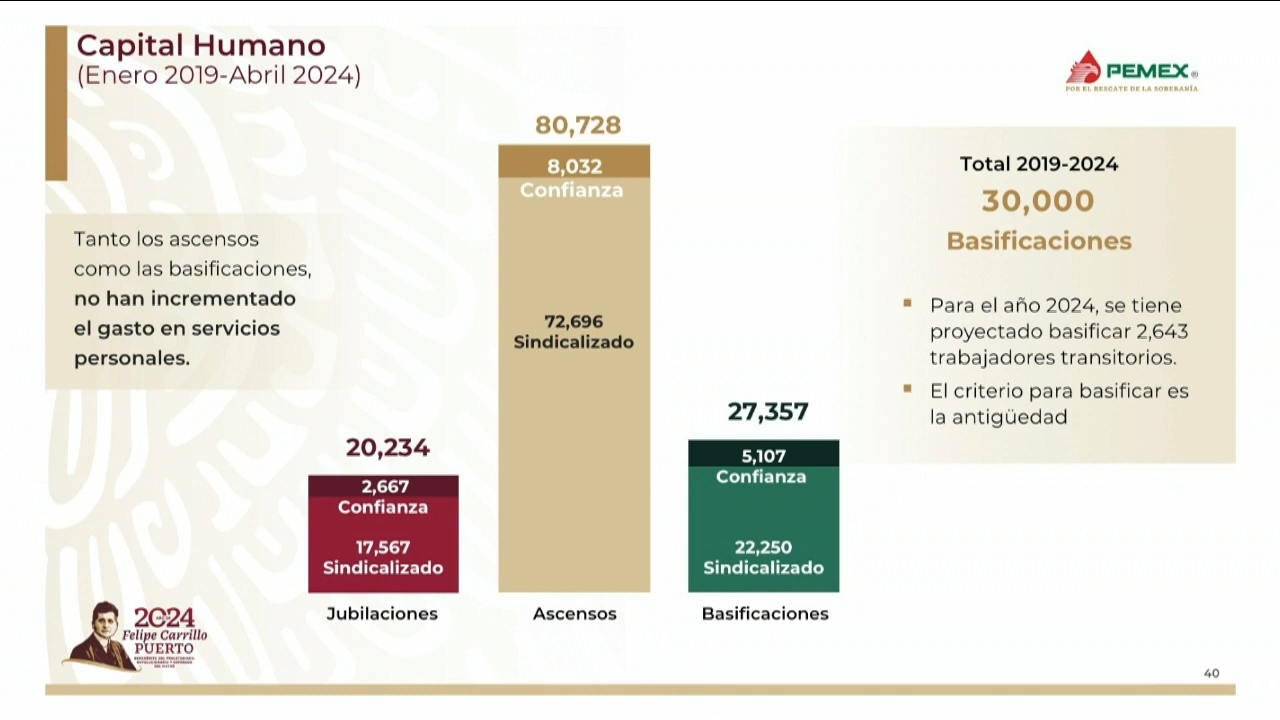 Capital Humano
(Enero 2019-Abril 2024)
PEMEX®
POR EL RESCATE DE LA SOBERANÍA
Tanto los ascensos
como las basificaciones,
no han incrementado
el gasto en servicios
personales.
20,234
2,667
Confianza
17,567
Sindicalizado
Jubilaciones
80,728
8,032
Confianza
72,696
Sindicalizado
Ascensos
27,357
5,107
Confianza
22,250
Sindicalizado
Basificaciones
Total 2019-2024
30,000
Basificaciones
Para el año 2024, se tiene
proyectado basificar 2,643
trabajadores transitorios.
El criterio para basificar es
la antigüedad
2024
Felipe Carrillo
PUERTO
40